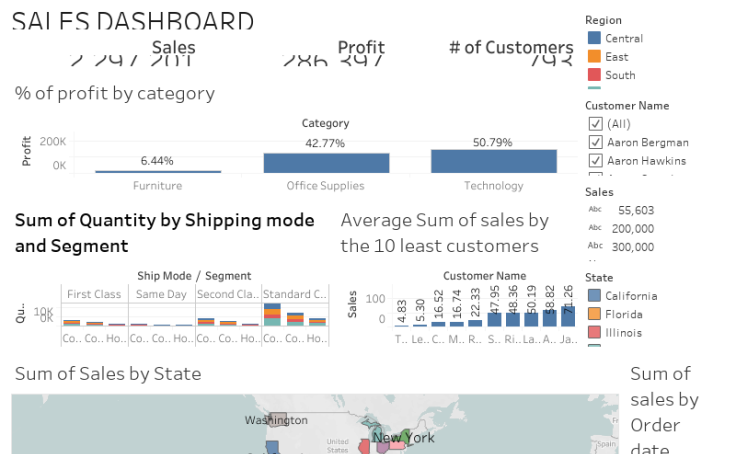 SALES DASHBOARD
Sales
Profit
# of Customers
2 297 201
286 397
793
% of profit by category
Category
Profit
200K
0K
6.44%
42.77%
50.79%
Furniture
Office Supplies
Technology
Region
Central
East
South
Customer Name
(All)
Aaron Bergman
Aaron Hawkins
Sales
Abc 55,603
Abc 200,000
Abc 300,000
State
California
Florida
Illinois
Sum of Quantity by Shipping mode
and Segment
Ship Mode / Segment
First Class
Same Day
Second Cla..
Standard C..
Qu..
10K
0K
Co.. Co.. Ho.. Co.. Co.. Ho.. Co.. Co.. Ho.. Co.. Co.. Ho..
Average Sum of sales by
the 10 least customers
Customer Name
Sales
100
0
4.83
5.30
16.52
16.74
22.33
47.95
48.36
50.19
58.82
71.26
T.. Le.. C.. M.. R.. S.. Ri.. La.. A.. Ja..
Sum of Sales by State
Washington
New York
United
States
Spain
Sum of
sales by
Order
date